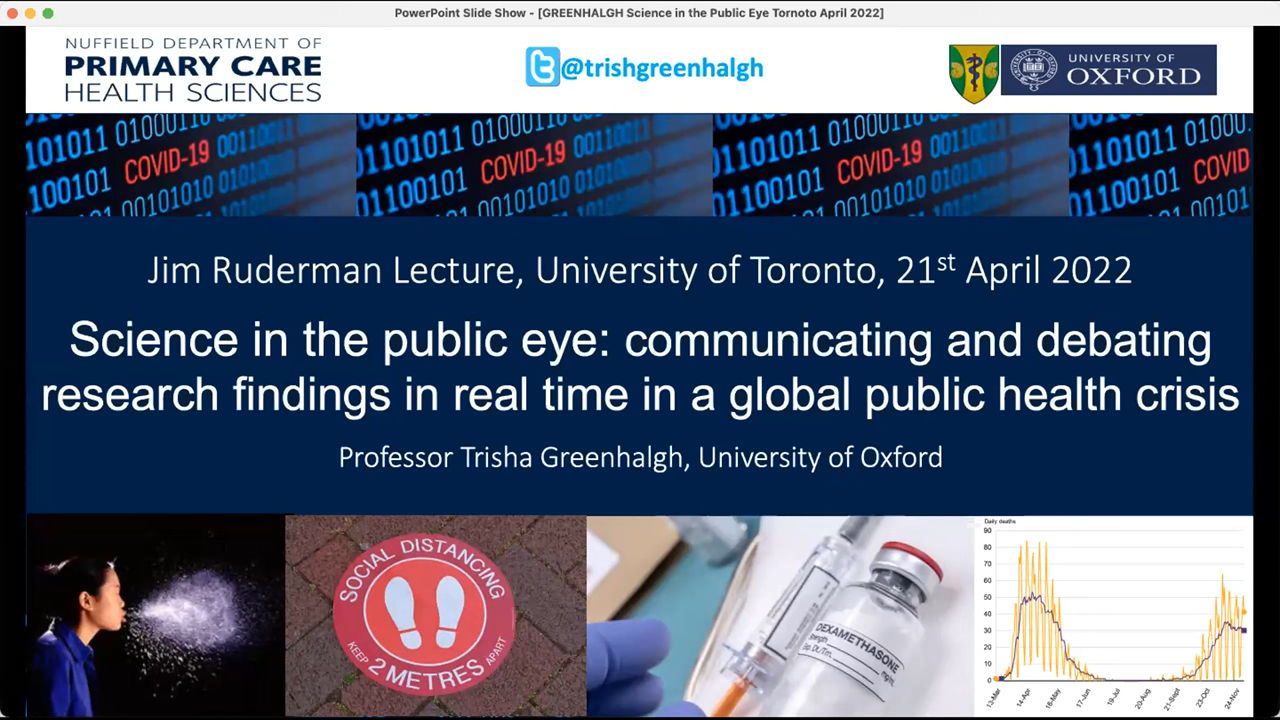 PowerPoint Slide Show - [GREENHALGH Science in the Public Eye Tornoto April 2022]
NUFFIELD DEPARTMENT OF
PRIMARY CARE
HEALTH SCIENCES
@trishgreenhalgh
UNIVERSITY OF
OXFORD
COVID-19
COVID-19
COVID-19
COVID
Jim Ruderman Lecture, University of Toronto, 21st April 2022
Science in the public eye: communicating and debating
research findings in real time in a global public health crisis
Professor Trisha Greenhalgh, University of Oxford
SOCIAL DISTANCING
KEEP
2 METRES
APART
DEXAMETHASONE
Daily deaths
90
80
70
60
50
40
30
20
10
0
13-Mar
14-Apr
16-May
17-Jun
19-Jul
20-Aug
21-Sept
23-Oct
24-Nov